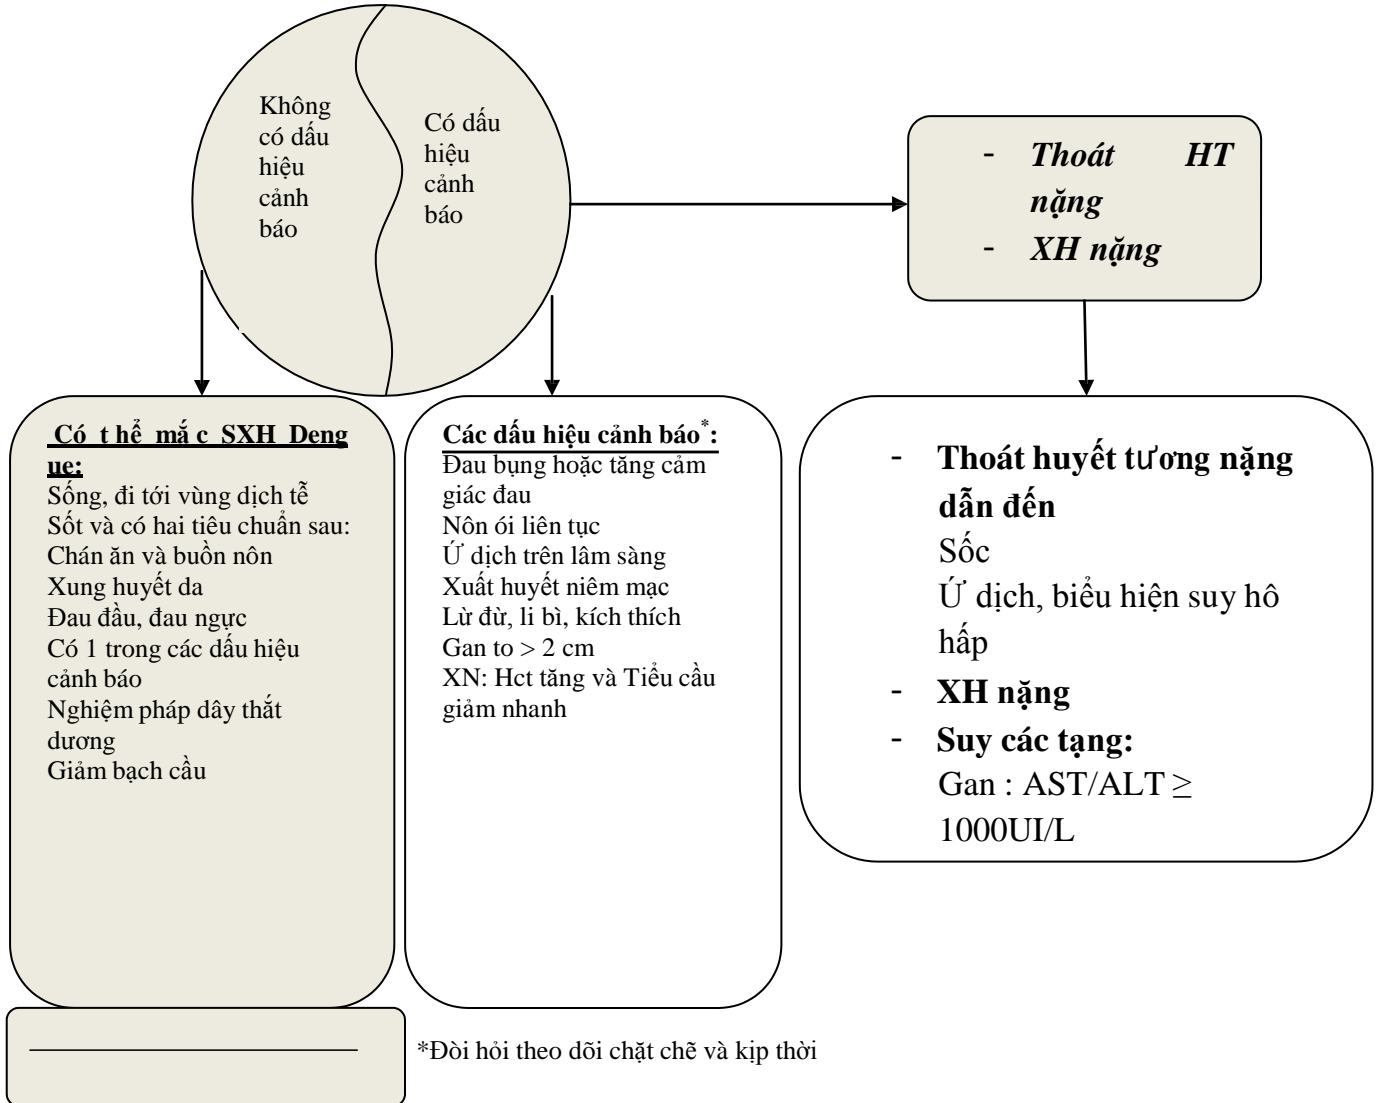 Không
có dấu
hiệu
cảnh
báo
Có dấu
hiệu
cảnh
báo
- Thoát HT
nặng
- XH nặng
Có t hể mắ c SXH Deng
ue:
Sống, đi tới vùng dịch tễ
Sốt và có hai tiêu chuẩn sau:
Chán ăn và buồn nôn
Xung huyết da
Đau đầu, đau ngực
Có 1 trong các dấu hiệu
cảnh báo
Nghiệm pháp dây thắt
dương
Giảm bạch cầu
Các dấu hiệu cảnh báo*:
Đau bụng hoặc tăng cảm
giác đau
Nôn ói liên tục
Ứ dịch trên lâm sàng
Xuất huyết niêm mạc
Lừ đừ, li bì, kích thích
Gan to > 2 cm
XN: Hct tăng và Tiểu cầu
giảm nhanh
- Thoát huyết tương nặng
dẫn đến
Sốc
Ứ dịch, biểu hiện suy hô
hấp
- XH nặng
- Suy các tạng:
Gan : AST/ALT ≥
1000UI/L
*Đòi hỏi theo dõi chặt chẽ và kịp thời